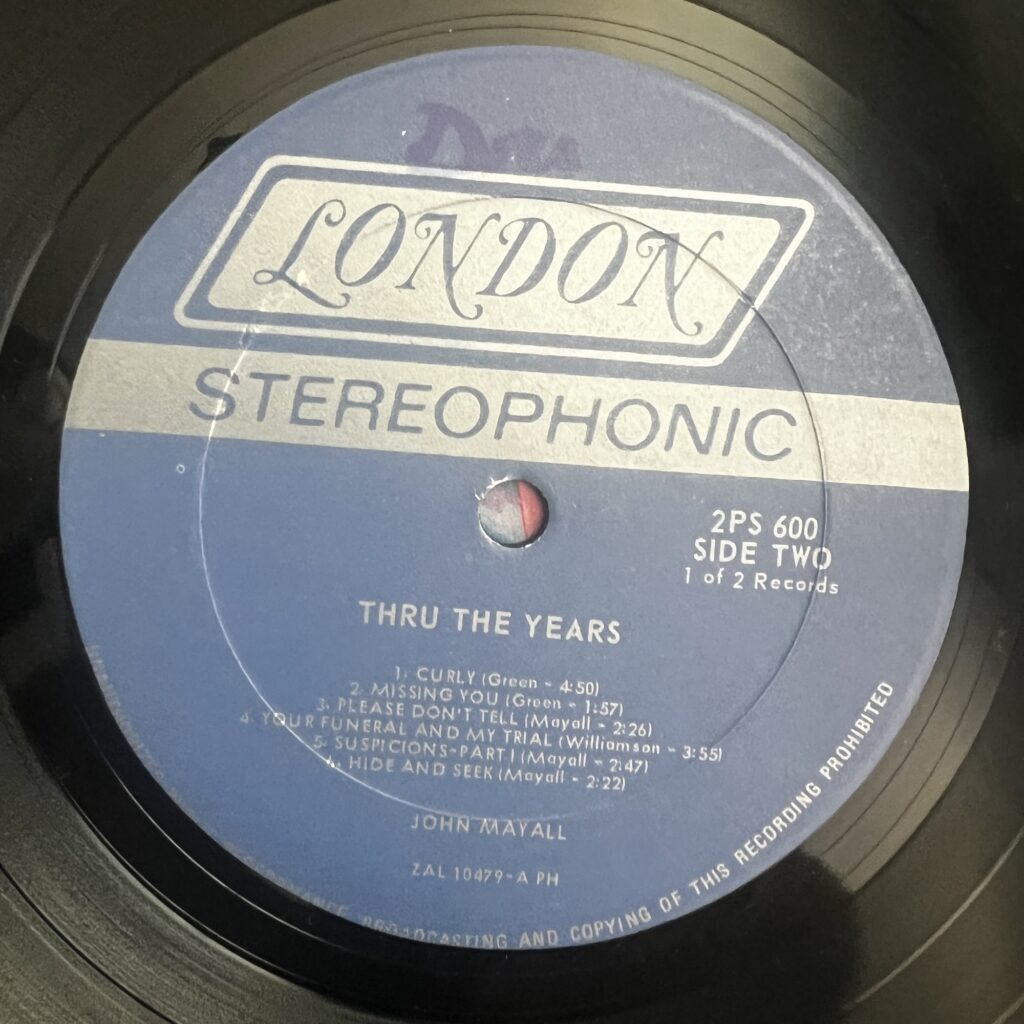 LONDON
STEREOPHONIC
2PS 600
SIDE TWO
1 of 2 Records
THRU THE YEARS
1. CURLY (Green - 4:50)
2. MISSING YOU (Green - 1:57)
3. PLEASE DON'T TELL (Mayall - 2:26)
4. YOUR FUNERAL AND MY TRIAL (Williamson - 3:55)
5. SUSPICIONS-PART I (Mayall - 2:47)
6. HIDE AND SEEK (Mayall - 2:22)
JOHN MAYALL
ZAL 10479-A PH
BROADCASTING AND COPYING OF THIS RECORDING PROHIBITED